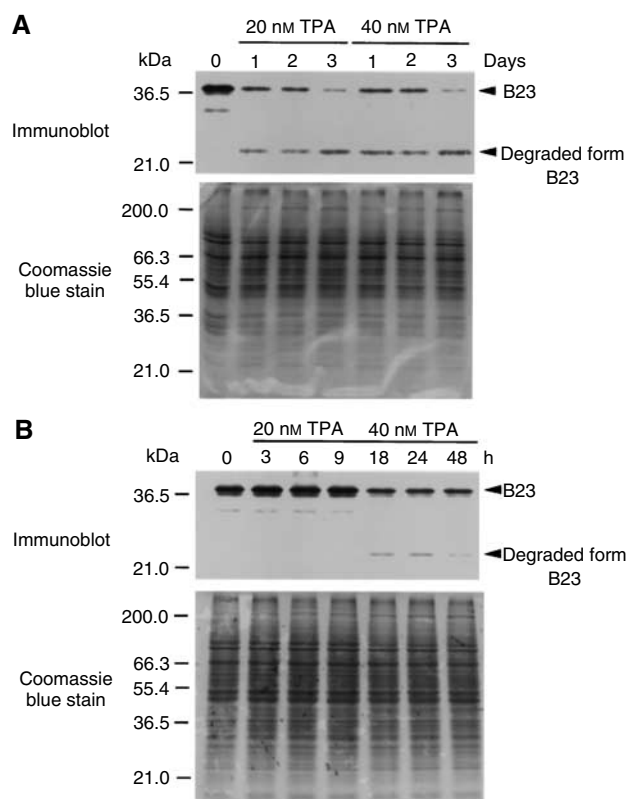 A
20 nM TPA 40 nM TPA
kDa 0 1 2 3 1 2 3 Days
36.5 B23
Immunoblot
21.0 Degraded form
B23
200.0
66.3
Coomassie
blue stain
55.4
36.5
21.0
B
20 nM TPA 40 nM TPA
kDa 0 3 6 9 18 24 48 h
36.5 B23
Immunoblot
21.0 Degraded form
B23
200.0
66.3
Coomassie
blue stain
55.4
36.5
21.0